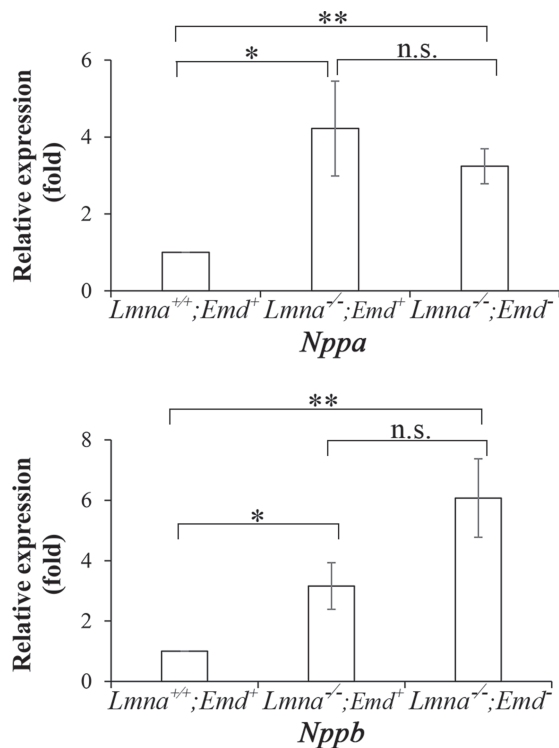 **
*
n.s.
6
4
2
0
Relative expression
(fold)
Lmna⁺/⁺;Emd⁺ Lmna⁻/⁻;Emd⁺ Lmna⁻/⁻;Emd⁻
Nppa
**
n.s.
*
8
6
4
2
0
Relative expression
(fold)
Lmna⁺/⁺;Emd⁺ Lmna⁻/⁻;Emd⁺ Lmna⁻/⁻;Emd⁻
Nppb